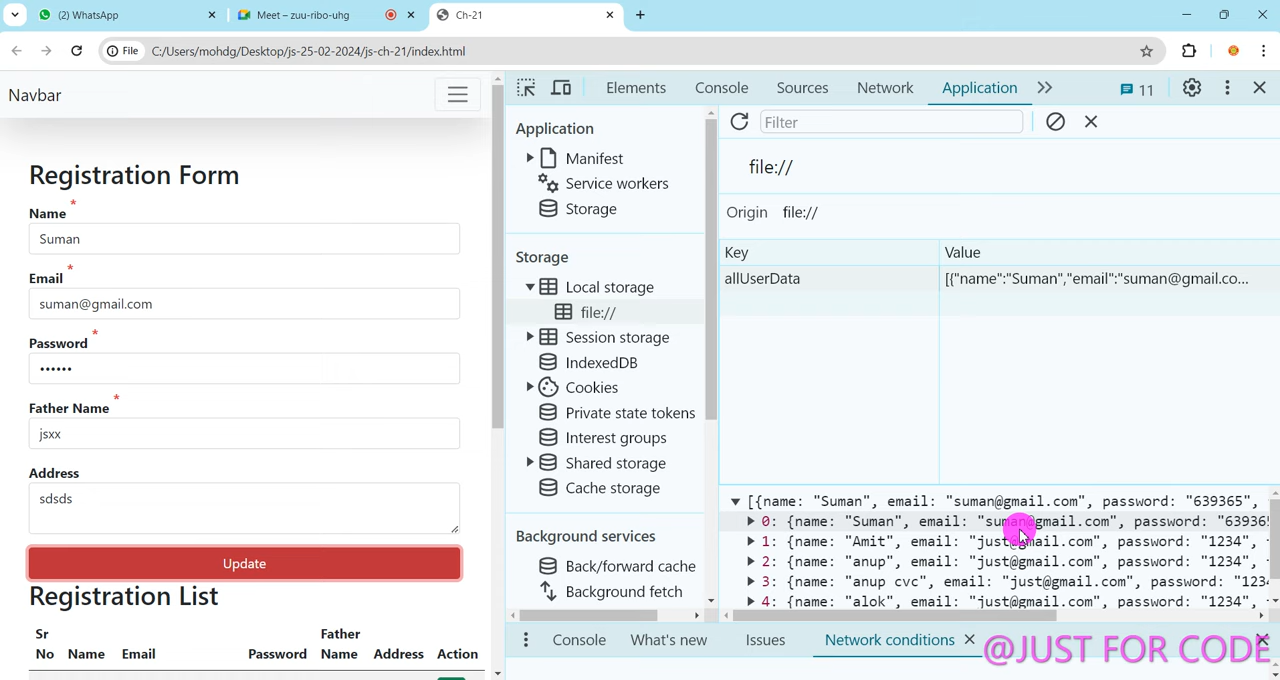 (2) WhatsApp
Meet – zuu-ribo-uhg
Ch-21
File C:/Users/mohdg/Desktop/js-25-02-2024/js-ch-21/index.html
Navbar
Registration Form
Name *
Suman
Email *
suman@gmail.com
Password *
••••••
Father Name *
jsxx
Address
sdsds
Update
Registration List
Sr No Name Email Password Father Name Address Action
Elements Console Sources Network Application 11
Application
Manifest
Service workers
Storage
Storage
Local storage
file://
Session storage
IndexedDB
Cookies
Private state tokens
Interest groups
Shared storage
Cache storage
Background services
Back/forward cache
Background fetch
Filter
file://
Origin file://
Key Value
allUserData [{"name":"Suman","email":"suman@gmail.co...
[{name: "Suman", email: "suman@gmail.com", password: "639365",
0: {name: "Suman", email: "suman@gmail.com", password: "639365
1: {name: "Amit", email: "just@gmail.com", password: "1234",
2: {name: "anup", email: "just@gmail.com", password: "1234",
3: {name: "anup cvc", email: "just@gmail.com", password: "1234
4: {name: "alok", email: "just@gmail.com", password: "1234",
Console What's new Issues Network conditions
@JUST FOR CODE